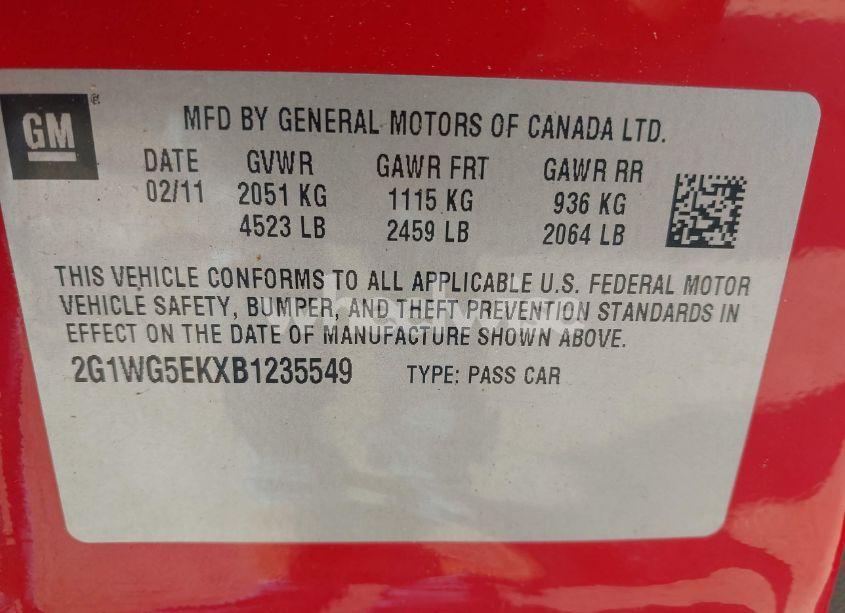 GM
®
MFD BY GENERAL MOTORS OF CANADA LTD.
DATE GVWR GAWR FRT GAWR RR
02/11 2051 KG 1115 KG 936 KG
4523 LB 2459 LB 2064 LB
THIS VEHICLE CONFORMS TO ALL APPLICABLE U.S. FEDERAL MOTOR
VEHICLE SAFETY, BUMPER, AND THEFT PREVENTION STANDARDS IN
EFFECT ON THE DATE OF MANUFACTURE SHOWN ABOVE.
2G1WG5EKXB1235549 TYPE: PASS CAR